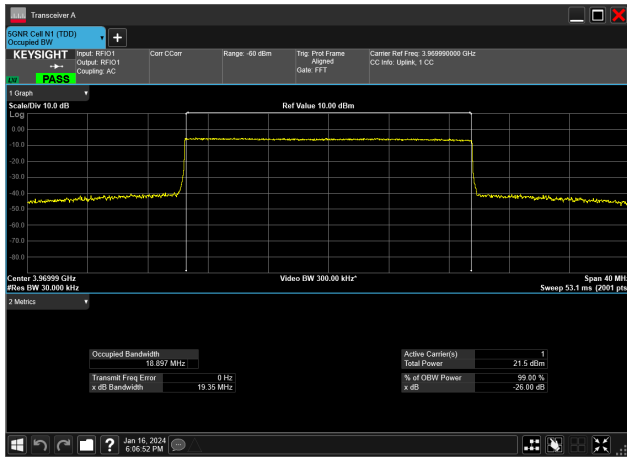 Transceiver A
5GNR Cell N1 (TDD)
Occupied BW
KEYSIGHT
LXI
PASS
Input: RFIO1
Output: RFIO1
Coupling: AC
Corr CCorr
Range: -60 dBm
Trig: Prot Frame
Aligned
Gate: FFT
Carrier Ref Freq: 3.969990000 GHz
CC Info: Uplink, 1 CC
1 Graph
Scale/Div 10.0 dB
Ref Value 10.00 dBm
Log
0.00
-10.0
-20.0
-30.0
-40.0
-50.0
-60.0
-70.0
-80.0
Center 3.96999 GHz
Video BW 300.00 kHz*
Span 40 MHz
#Res BW 30.000 kHz
Sweep 53.1 ms (2001 pts
2 Metrics
Occupied Bandwidth
18.897 MHz
Transmit Freq Error 0 Hz
x dB Bandwidth 19.35 MHz
Active Carrier(s) 1
Total Power 21.5 dBm
% of OBW Power 99.00 %
x dB -26.00 dB
?
Jan 16, 2024
6:06:52 PM